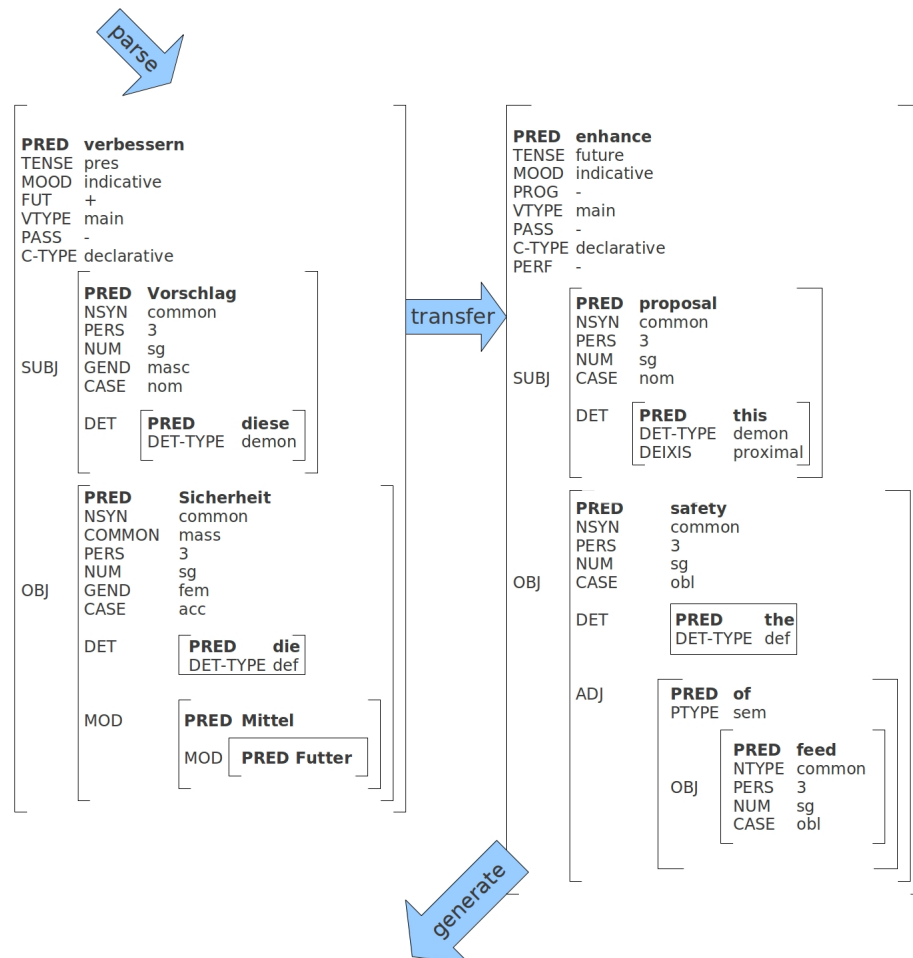 parse
PRED verbessern
TENSE pres
MOOD indicative
FUT +
VTYPE main
PASS -
C-TYPE declarative
SUBJ
PRED Vorschlag
NSYN common
PERS 3
NUM sg
GEND masc
CASE nom
DET
PRED diese
DET-TYPE demon
OBJ
PRED Sicherheit
NSYN common
COMMON mass
PERS 3
NUM sg
GEND fem
CASE acc
DET
PRED die
DET-TYPE def
MOD
PRED Mittel
MOD PRED Futter
transfer
PRED enhance
TENSE future
MOOD indicative
PROG -
VTYPE main
PASS -
C-TYPE declarative
PERF -
SUBJ
PRED proposal
NSYN common
PERS 3
NUM sg
CASE nom
DET
PRED this
DET-TYPE demon
DEIXIS proximal
OBJ
PRED safety
NSYN common
PERS 3
NUM sg
CASE obl
DET
PRED the
DET-TYPE def
ADJ
PRED of
PTYPE sem
OBJ
PRED feed
NTYPE common
PERS 3
NUM sg
CASE obl
generate